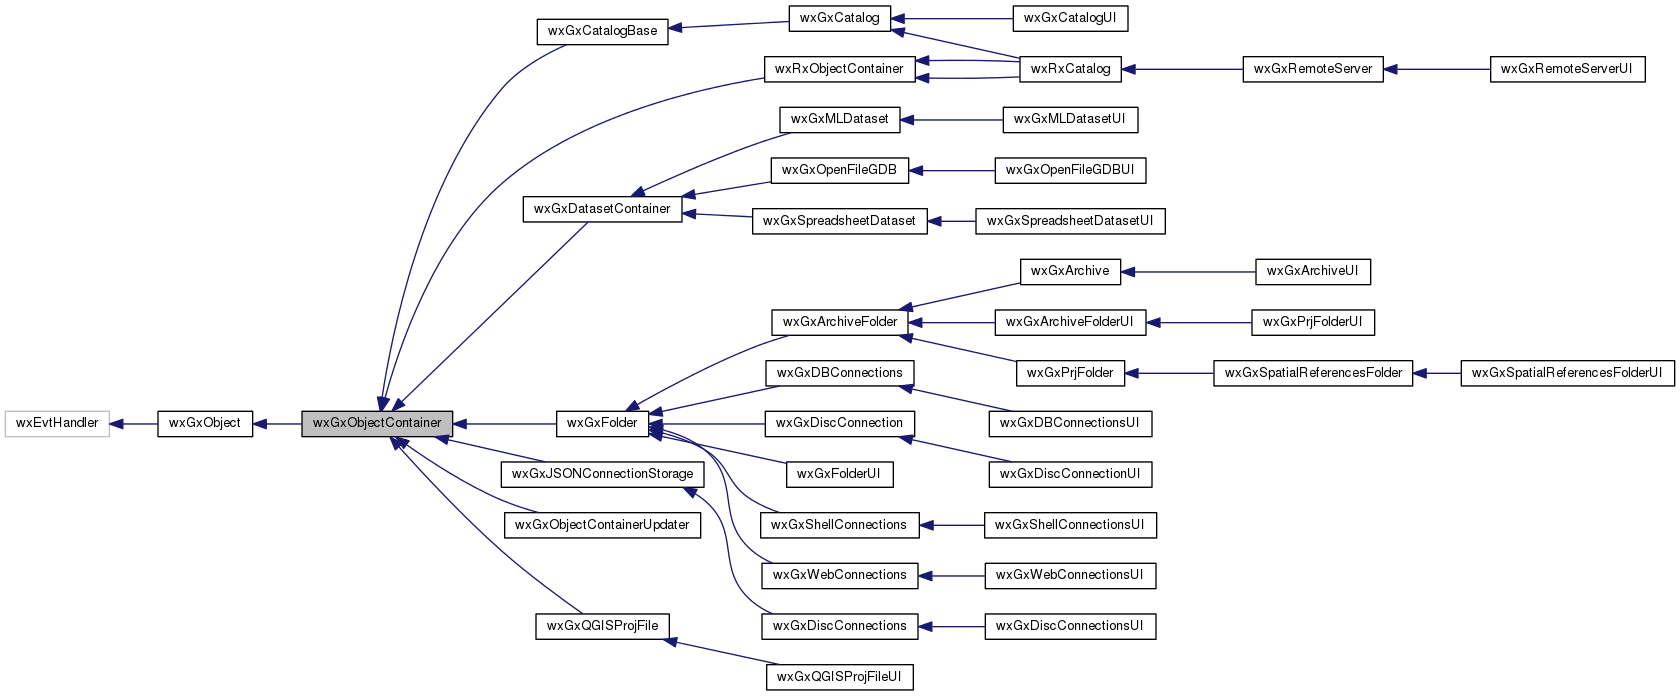 wxGxCatalog
wxGxCatalogUI
wxGxCatalogBase
wxRxObjectContainer
wxRxCatalog
wxGxRemoteServer
wxGxRemoteServerUI
wxGxMLDataset
wxGxMLDatasetUI
wxGxOpenFileGDB
wxGxOpenFileGDBUI
wxGxDatasetContainer
wxGxSpreadsheetDataset
wxGxSpreadsheetDatasetUI
wxGxArchive
wxGxArchiveUI
wxGxArchiveFolder
wxGxArchiveFolderUI
wxGxPrjFolderUI
wxGxDBConnections
wxGxPrjFolder
wxGxSpatialReferencesFolder
wxGxSpatialReferencesFolderUI
wxEvtHandler
wxGxObject
wxGxObjectContainer
wxGxFolder
wxGxDiscConnection
wxGxDBConnectionsUI
wxGxJSONConnectionStorage
wxGxFolderUI
wxGxDiscConnectionUI
wxGxObjectContainerUpdater
wxGxShellConnections
wxGxShellConnectionsUI
wxGxWebConnections
wxGxWebConnectionsUI
wxGxQGISProjFile
wxGxDiscConnections
wxGxDiscConnectionsUI
wxGxQGISProjFileUI